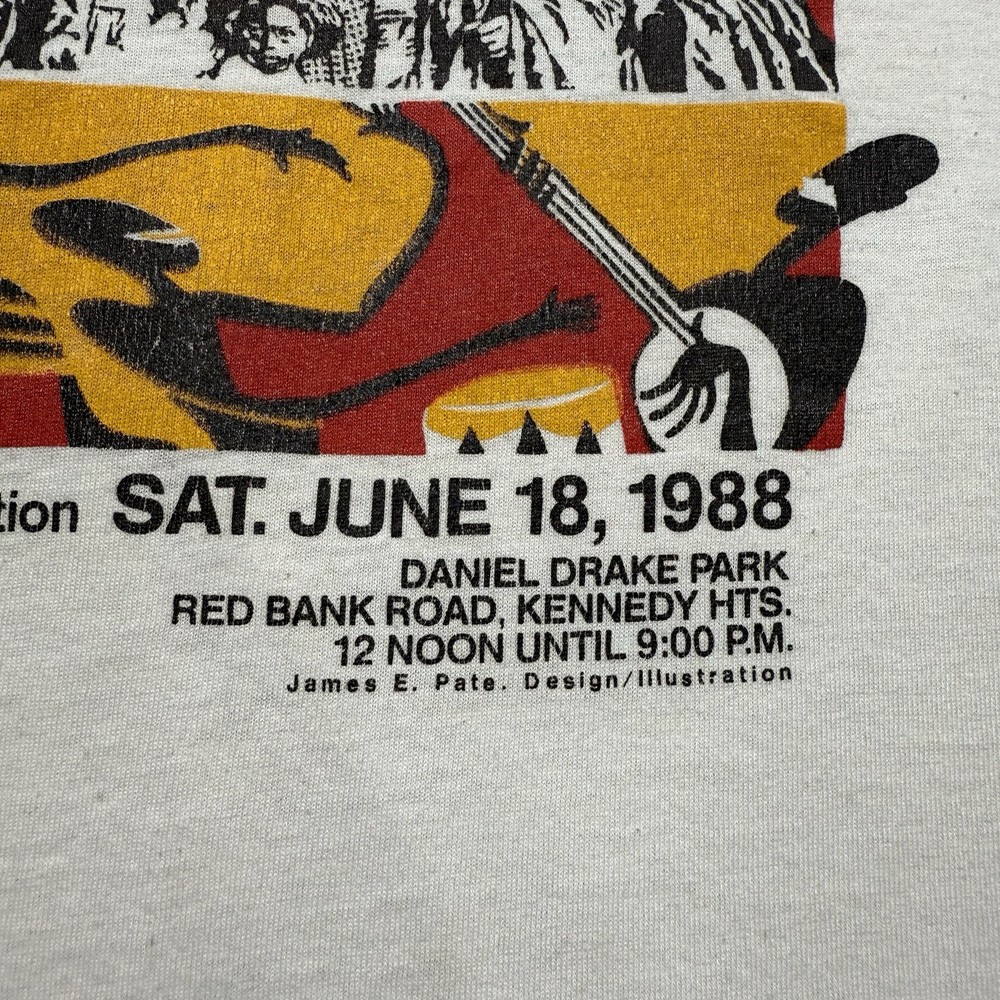 SAT. JUNE 18, 1988
DANIEL DRAKE PARK
RED BANK ROAD, KENNEDY HTS.
12 NOON UNTIL 9:00 P.M.
James E. Pate. Design/Illustration